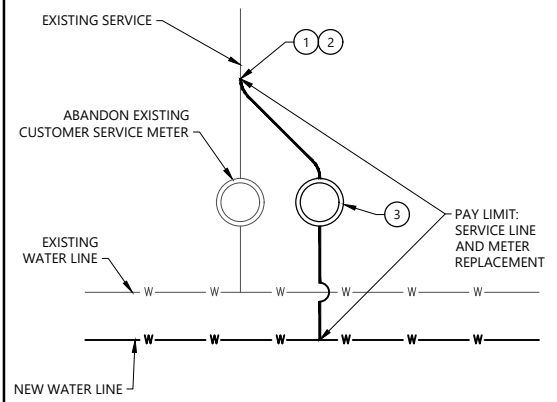 EXISTING SERVICE
1 2
ABANDON EXISTING
CUSTOMER SERVICE METER
3
PAY LIMIT:
SERVICE LINE
AND METER
REPLACEMENT
EXISTING
WATER LINE
W W W W W W
W W W W W W
NEW WATER LINE